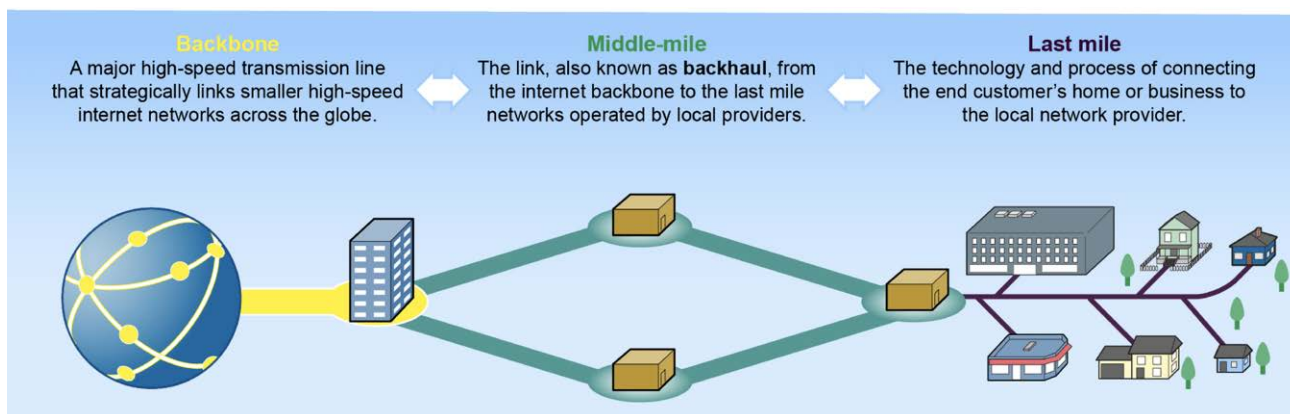 Backbone
A major high-speed transmission line
that strategically links smaller high-speed
internet networks across the globe.
Middle-mile
The link, also known as backhaul, from
the internet backbone to the last mile
networks operated by local providers.
Last mile
The technology and process of connecting
the end customer's home or business to
the local network provider.